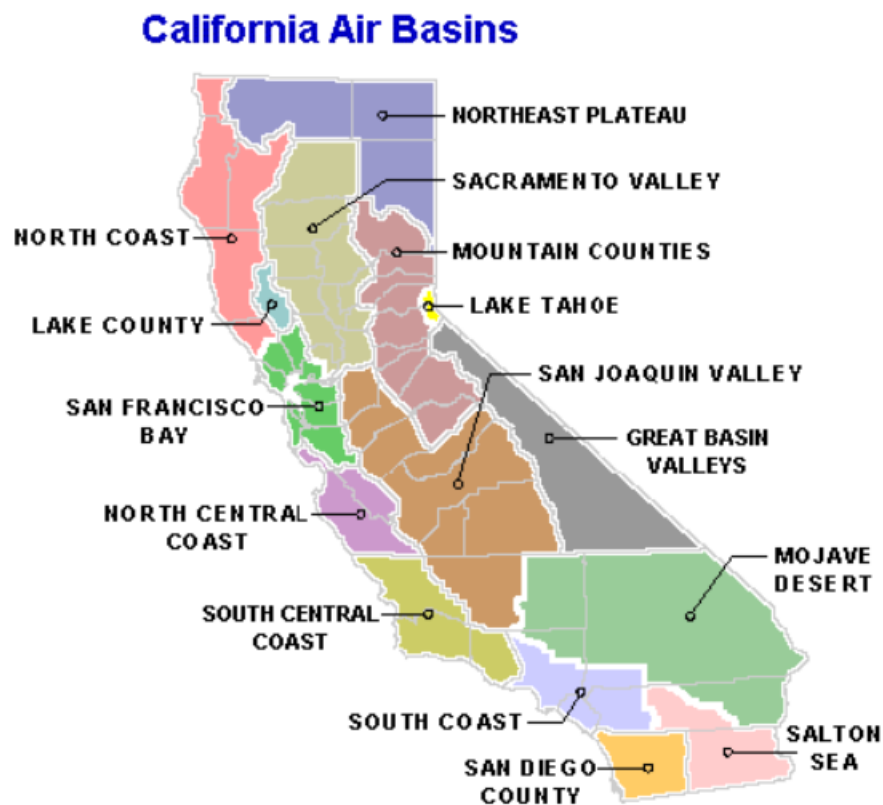 California Air Basins
NORTHEAST PLATEAU
SACRAMENTO VALLEY
NORTH COAST
MOUNTAIN COUNTIES
LAKE TAHOE
LAKE COUNTY
SAN JOAQUIN VALLEY
SAN FRANCISCO
BAY
GREAT BASIN
VALLEYS
NORTH CENTRAL
COAST
MOJAVE
DESERT
SOUTH CENTRAL
COAST
SOUTH COAST
SALTON
SEA
SAN DIEGO
COUNTY